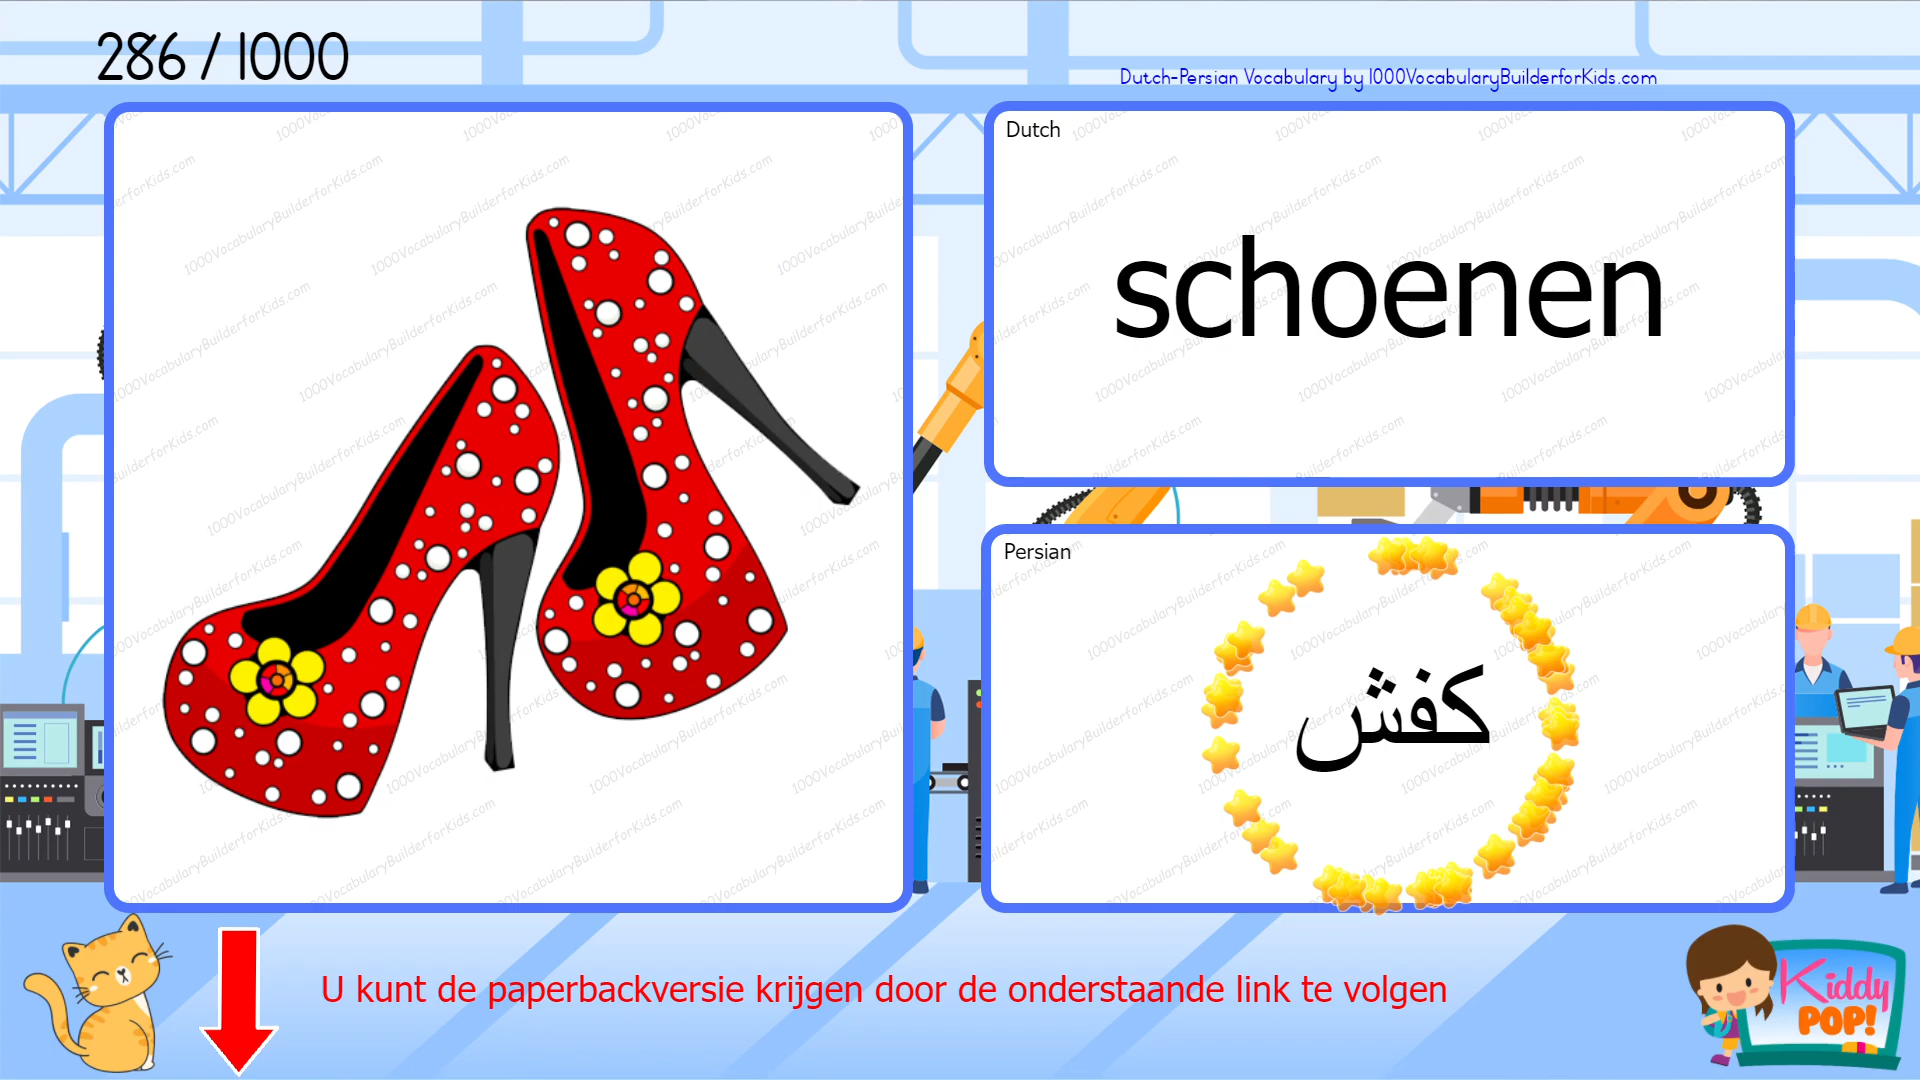 286 / 1000
Dutch-Persian Vocabulary by 1000VocabularyBuilderforKids.com
Dutch
schoenen
Persian
کفش
U kunt de paperbackversie krijgen door de onderstaande link te volgen
Kiddy
POP!